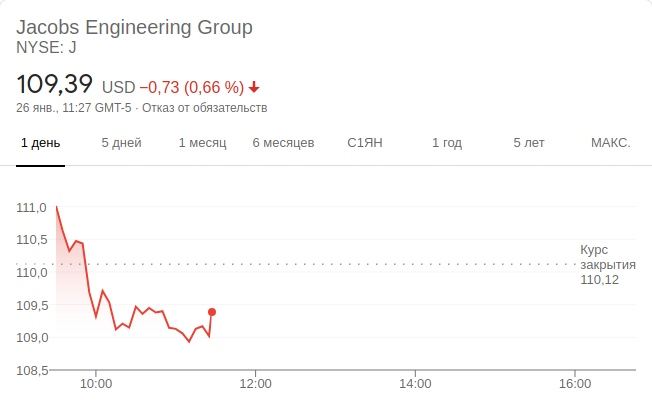 Jacobs Engineering Group
NYSE: J
109,39 USD −0,73 (0,66 %)
26 янв., 11:27 GMT-5 · Отказ от обязательств
1 день 5 дней 1 месяц 6 месяцев С1ЯН 1 год 5 лет МАКС.
111,0
110,5
110,0
109,5
109,0
108,5
Курс
закрытия
110,12
10:00 12:00 14:00 16:00